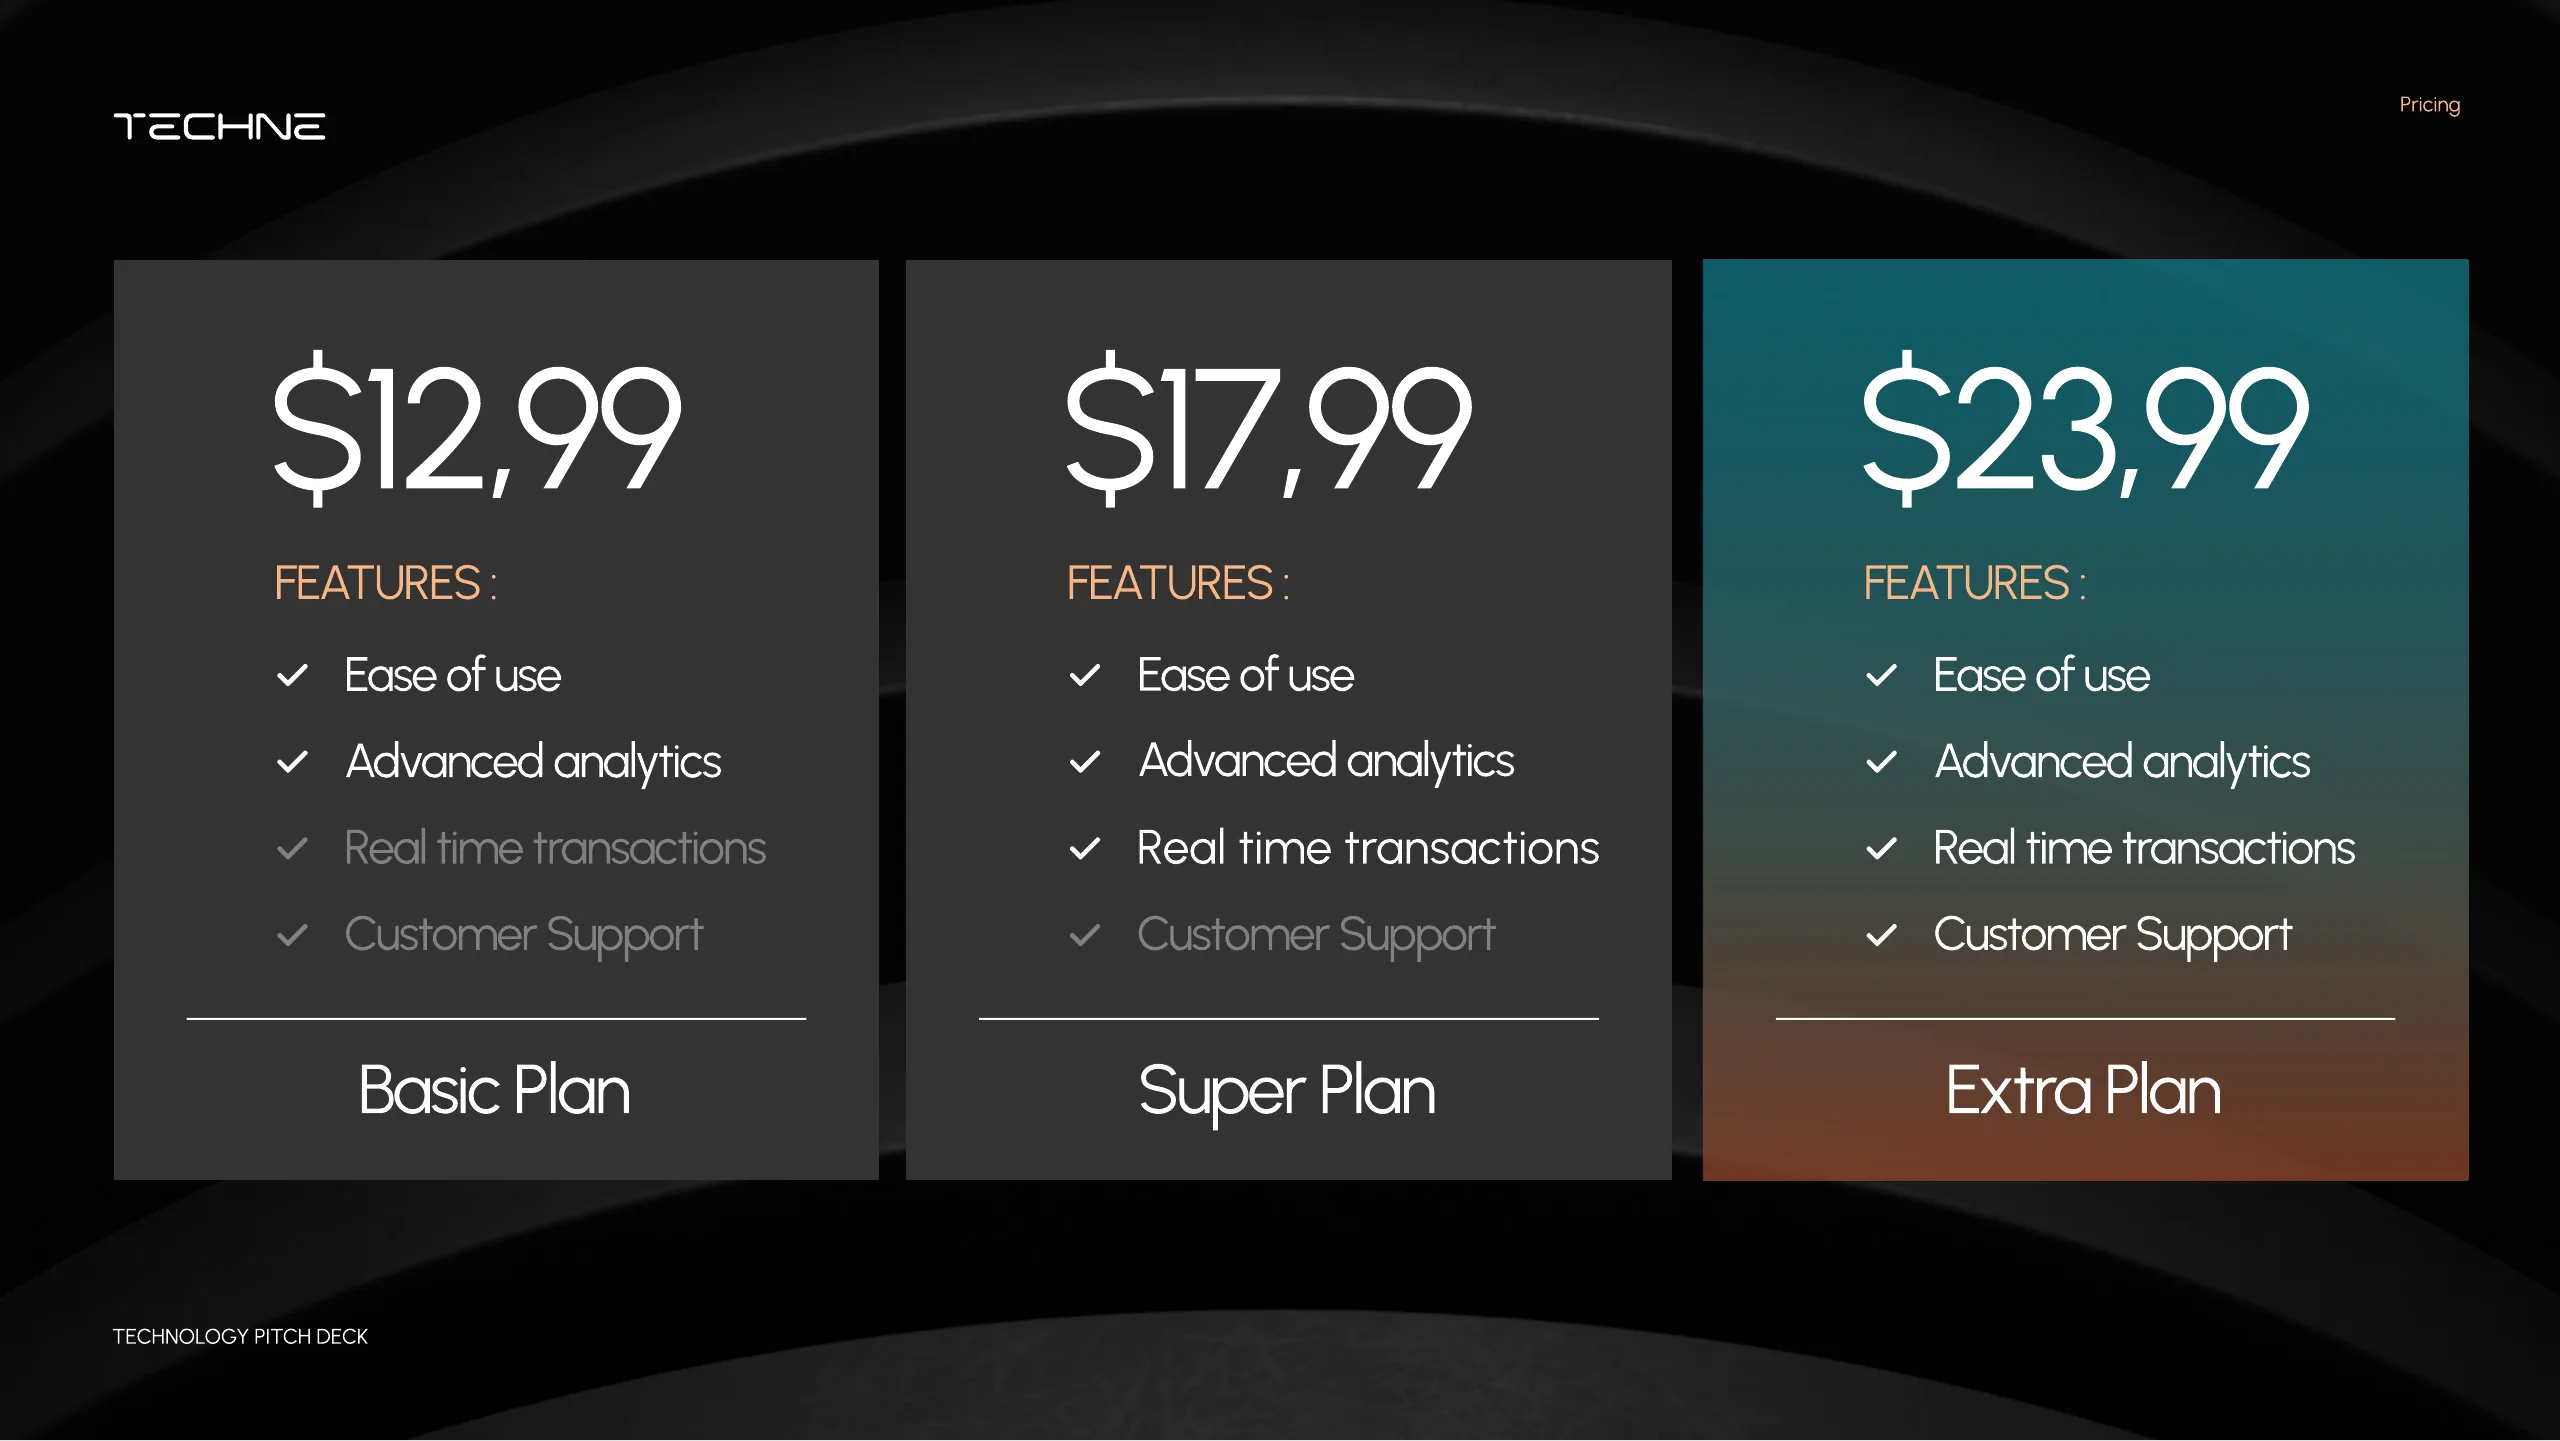 TECHNE
Pricing
$12,99
FEATURES :
Ease of use
Advanced analytics
Real time transactions
Customer Support
Basic Plan
$17,99
FEATURES :
Ease of use
Advanced analytics
Real time transactions
Customer Support
Super Plan
$23,99
FEATURES :
Ease of use
Advanced analytics
Real time transactions
Customer Support
Extra Plan
TECHNOLOGY PITCH DECK